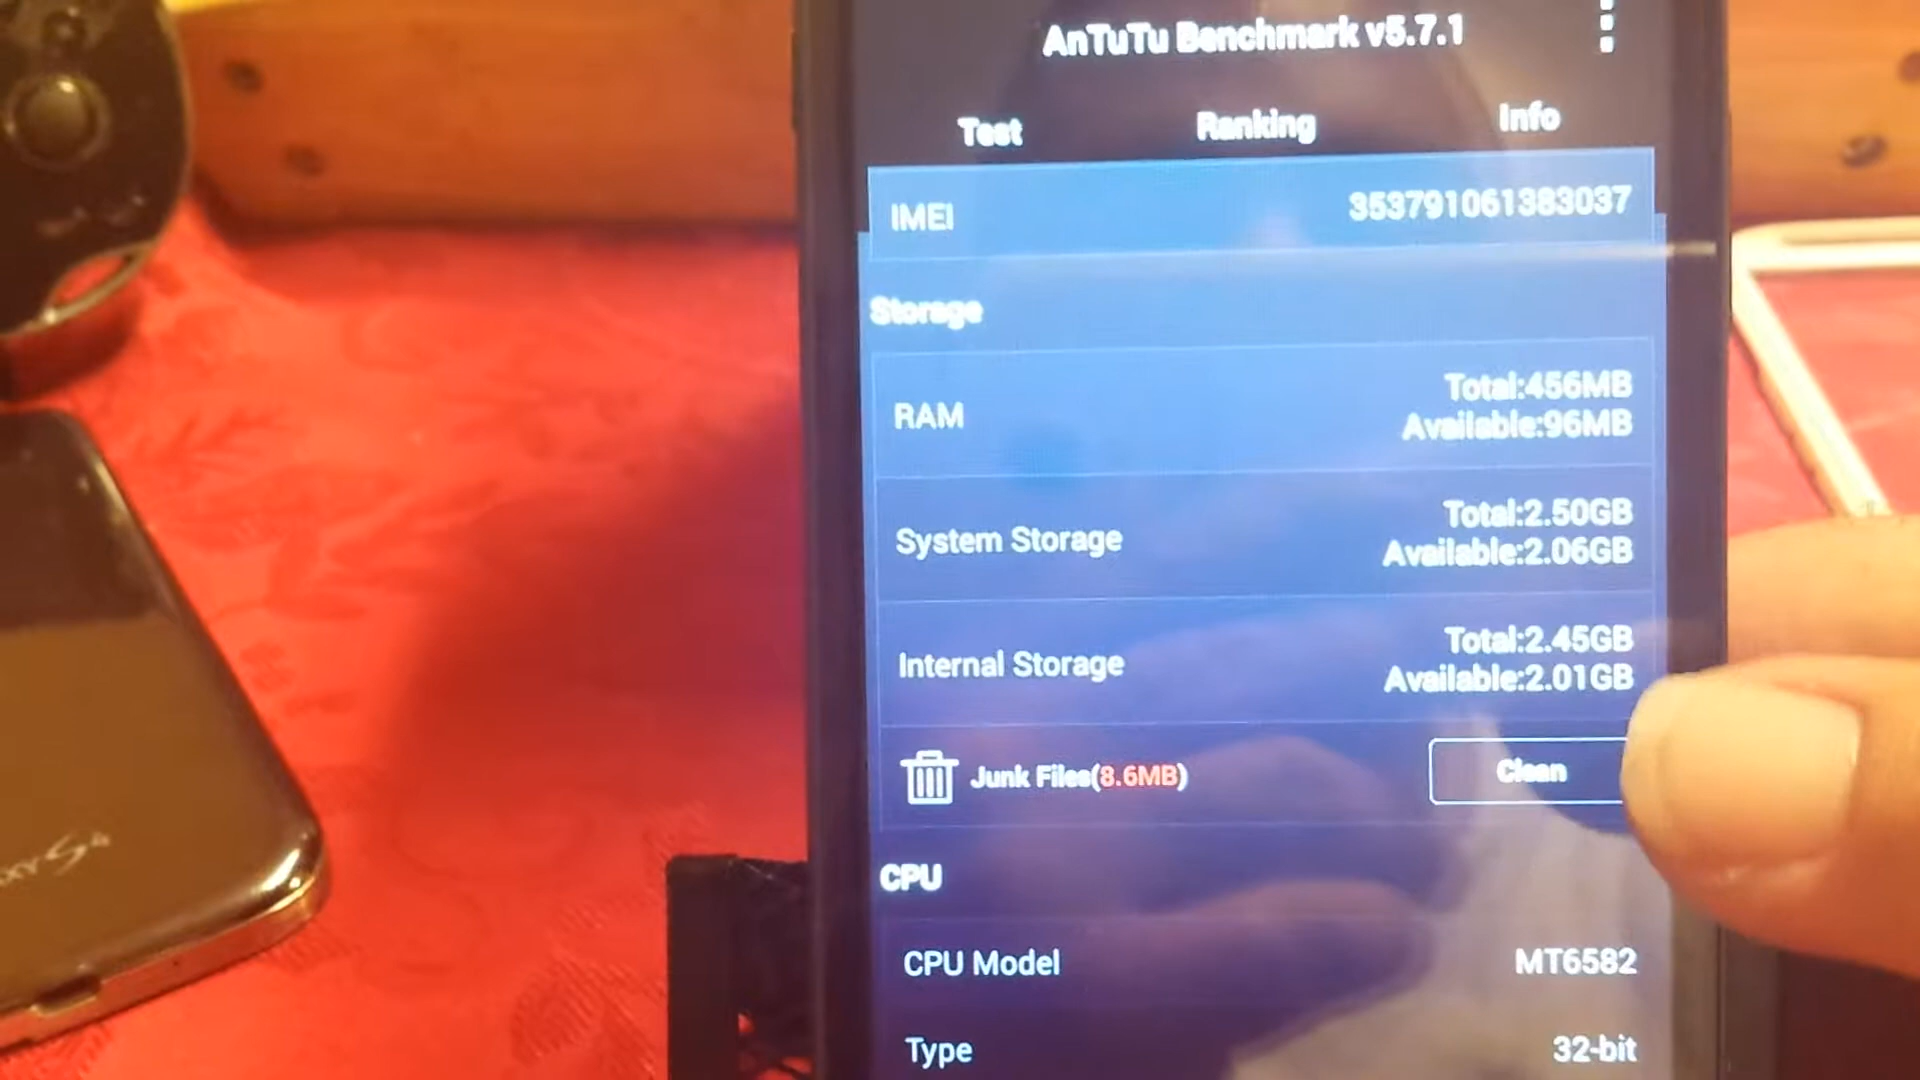 AnTuTu Benchmark v5.7.1
Test Ranking Info
IMEI 353791061383037
Storage
RAM Total:456MB
Available:96MB
System Storage Total:2.50GB
Available:2.06GB
Internal Storage Total:2.45GB
Available:2.01GB
Junk Files(8.6MB) Clean
CPU
CPU Model MT6582
Type 32-bit
S4